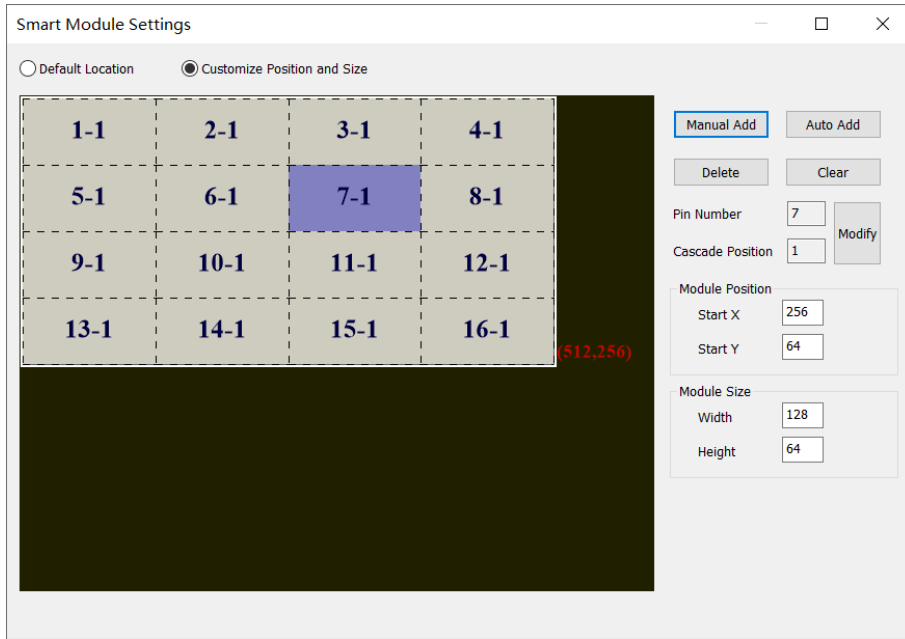 Smart Module Settings
Default Location Customize Position and Size
1-1 2-1 3-1 4-1
5-1 6-1 7-1 8-1
9-1 10-1 11-1 12-1
13-1 14-1 15-1 16-1
(512,256)
Manual Add Auto Add
Delete Clear
Pin Number 7
Modify
Cascade Position 1
Module Position
Start X 256
Start Y 64
Module Size
Width 128
Height 64